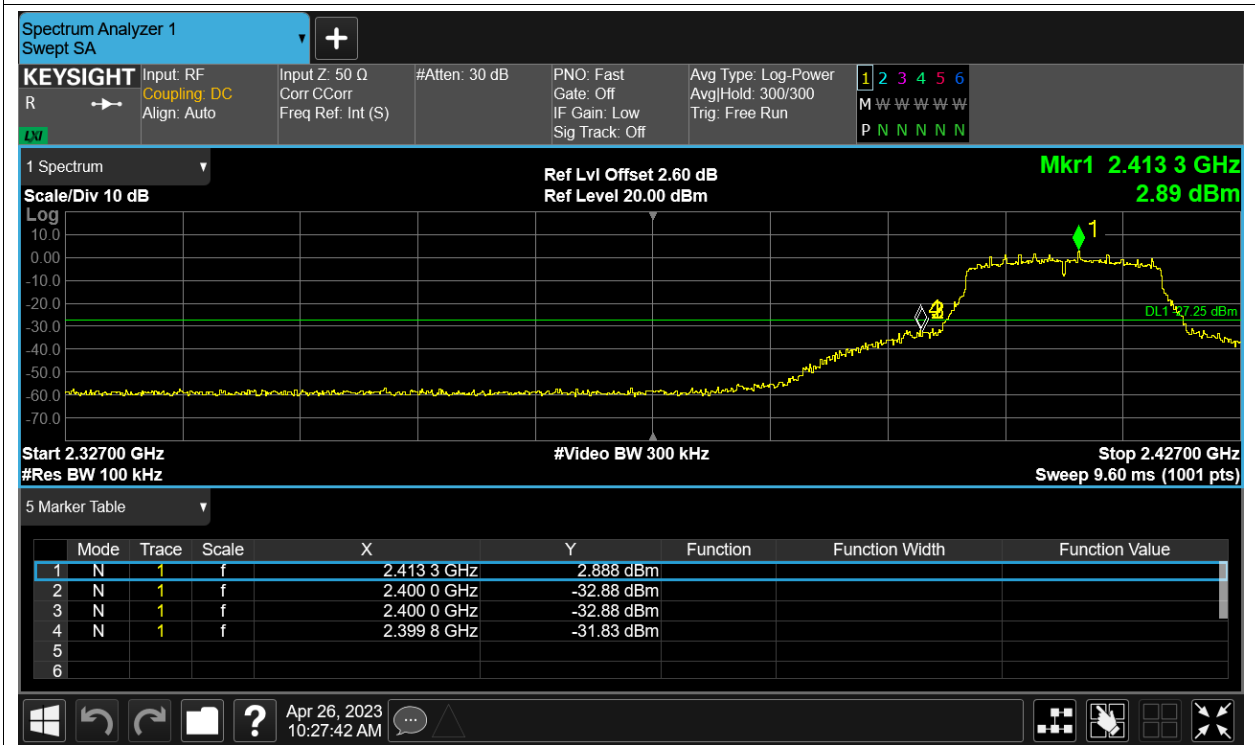 Spectrum Analyzer 1
Swept SA
KEYSIGHT Input: RF Input Z: 50 Ω #Atten: 30 dB PNO: Fast Avg Type: Log-Power 1 2 3 4 5 6
R Coupling: DC Corr CCorr Gate: Off Avg|Hold: 300/300 M W W W W W W
Align: Auto Freq Ref: Int (S) IF Gain: Low Trig: Free Run
LXI Sig Track: Off P N N N N N N
1 Spectrum Ref Lvl Offset 2.60 dB Mkr1 2.413 3 GHz
Scale/Div 10 dB Ref Level 20.00 dBm 2.89 dBm
Log
10.0
1
0.00
-10.0
-20.0
DL1 -27.25 dBm
-30.0
-40.0
-50.0
-60.0
-70.0
Start 2.32700 GHz #Video BW 300 kHz Stop 2.42700 GHz
#Res BW 100 kHz Sweep 9.60 ms (1001 pts)
5 Marker Table
Mode Trace Scale X Y Function Function Width Function Value
1 N 1 f 2.413 3 GHz 2.888 dBm
2 N 1 f 2.400 0 GHz -32.88 dBm
3 N 1 f 2.400 0 GHz -32.88 dBm
4 N 1 f 2.399 8 GHz -31.83 dBm
5
6
? Apr 26, 2023
10:27:42 AM